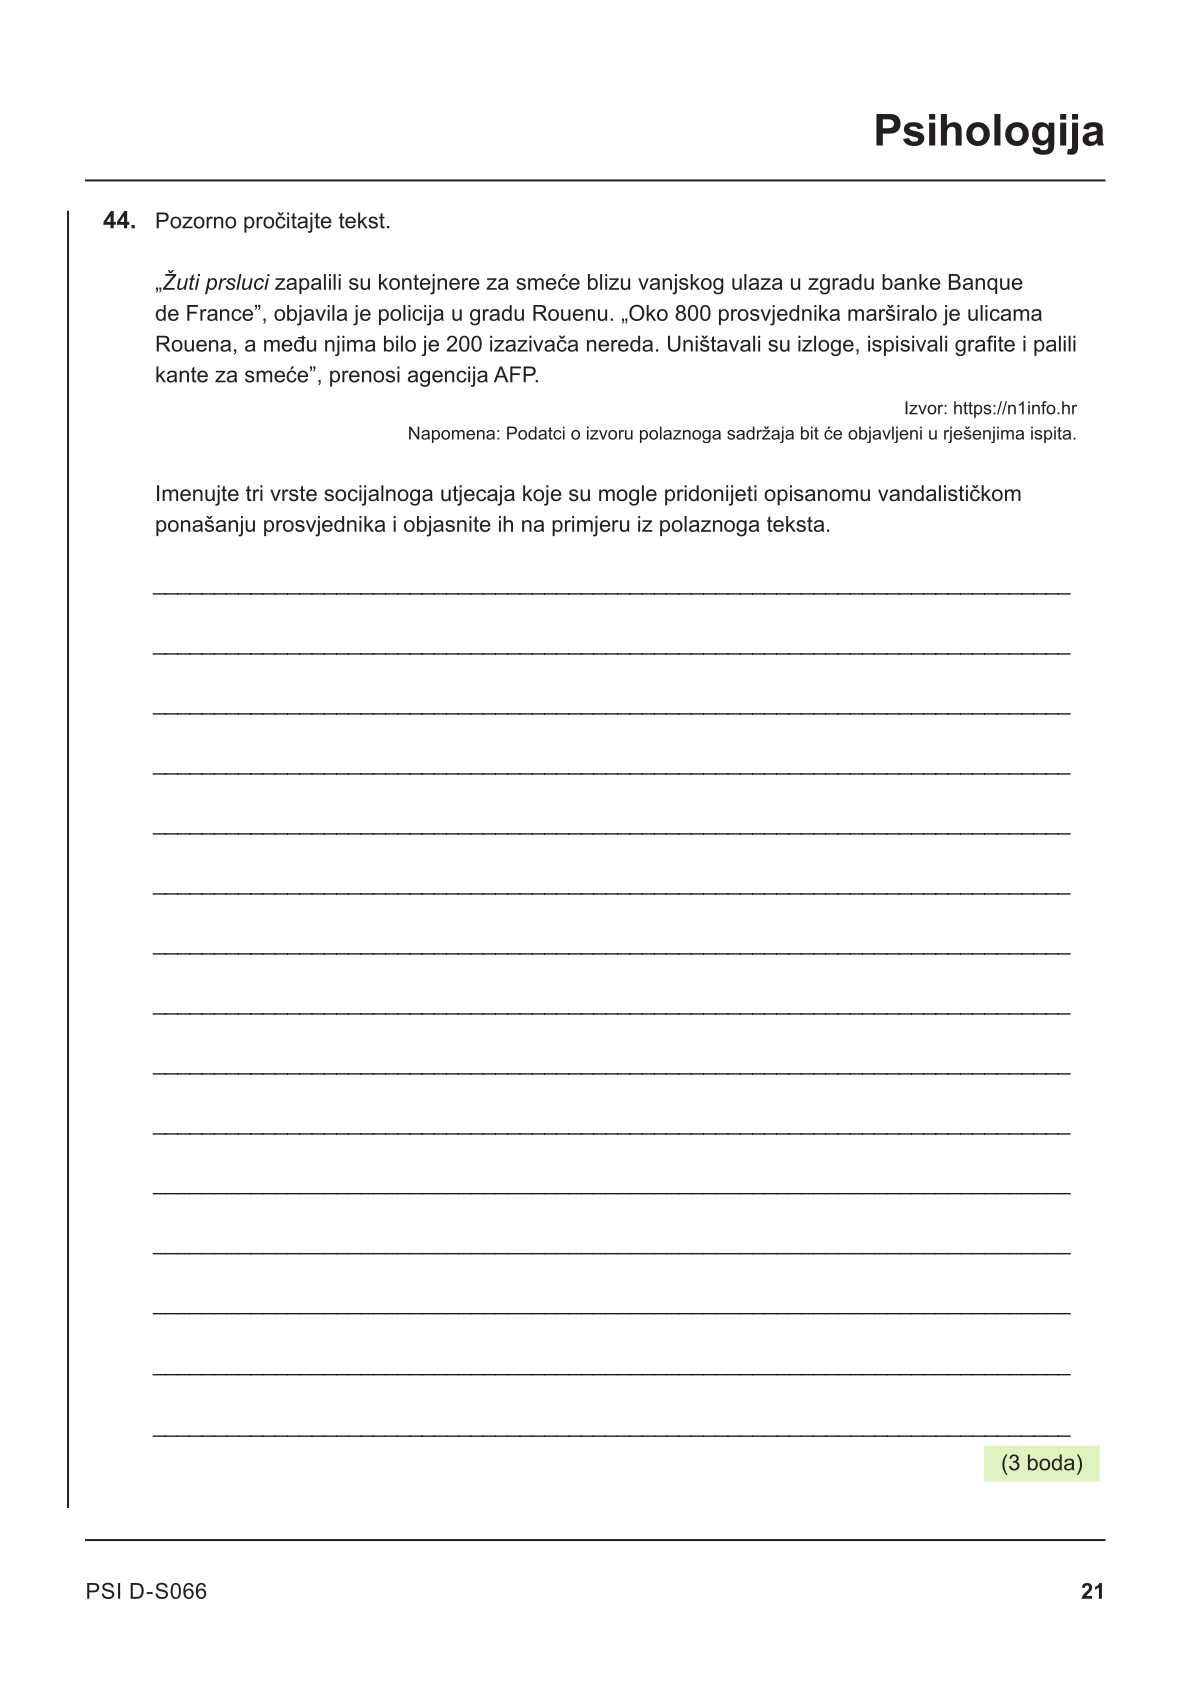 Psihologija
44. Pozorno pročitajte tekst.
„Žuti prsluci zapalili su kontejnere za smeće blizu vanjskog ulaza u zgradu banke Banque
de France”, objavila je policija u gradu Rouenu. „Oko 800 prosvjednika marširalo je ulicama
Rouena, a među njima bilo je 200 izazivača nereda. Uništavali su izloge, ispisivali grafite i palili
kante za smeće”, prenosi agencija AFP.
Izvor: https://n1info.hr
Napomena: Podatci o izvoru polaznoga sadržaja bit će objavljeni u rješenjima ispita.
Imenujte tri vrste socijalnoga utjecaja koje su mogle pridonijeti opisanomu vandalističkom
ponašanju prosvjednika i objasnite ih na primjeru iz polaznoga teksta.
(3 boda)
PSI D-S066
21